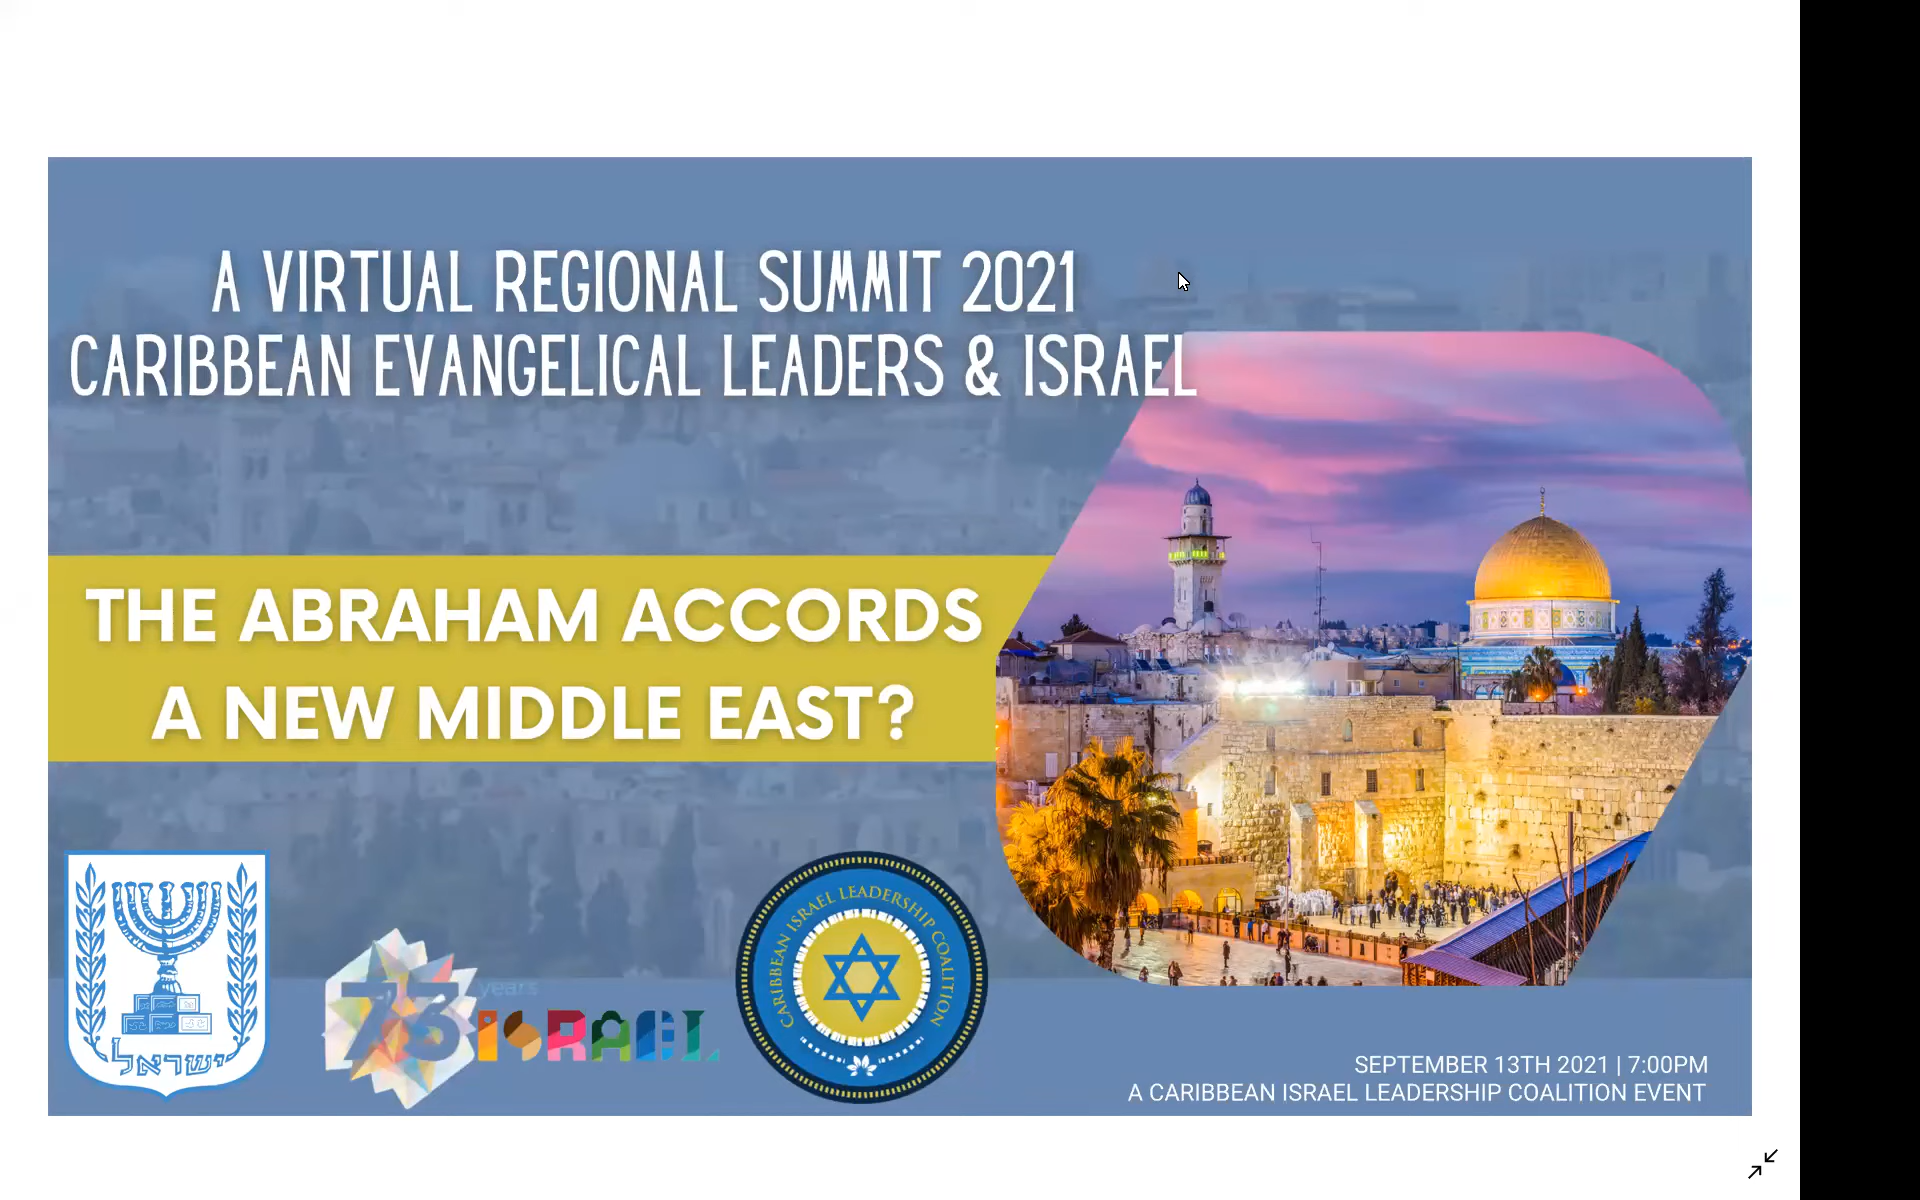 A VIRTUAL REGIONAL SUMMIT 2021
CARIBBEAN EVANGELICAL LEADERS & ISRAEL
THE ABRAHAM ACCORDS
A NEW MIDDLE EAST?
ישראל
73 years
ISRAEL
CARIBBEAN ISRAEL LEADERSHIP COALITION
SEPTEMBER 13TH 2021 | 7:00PM
A CARIBBEAN ISRAEL LEADERSHIP COALITION EVENT